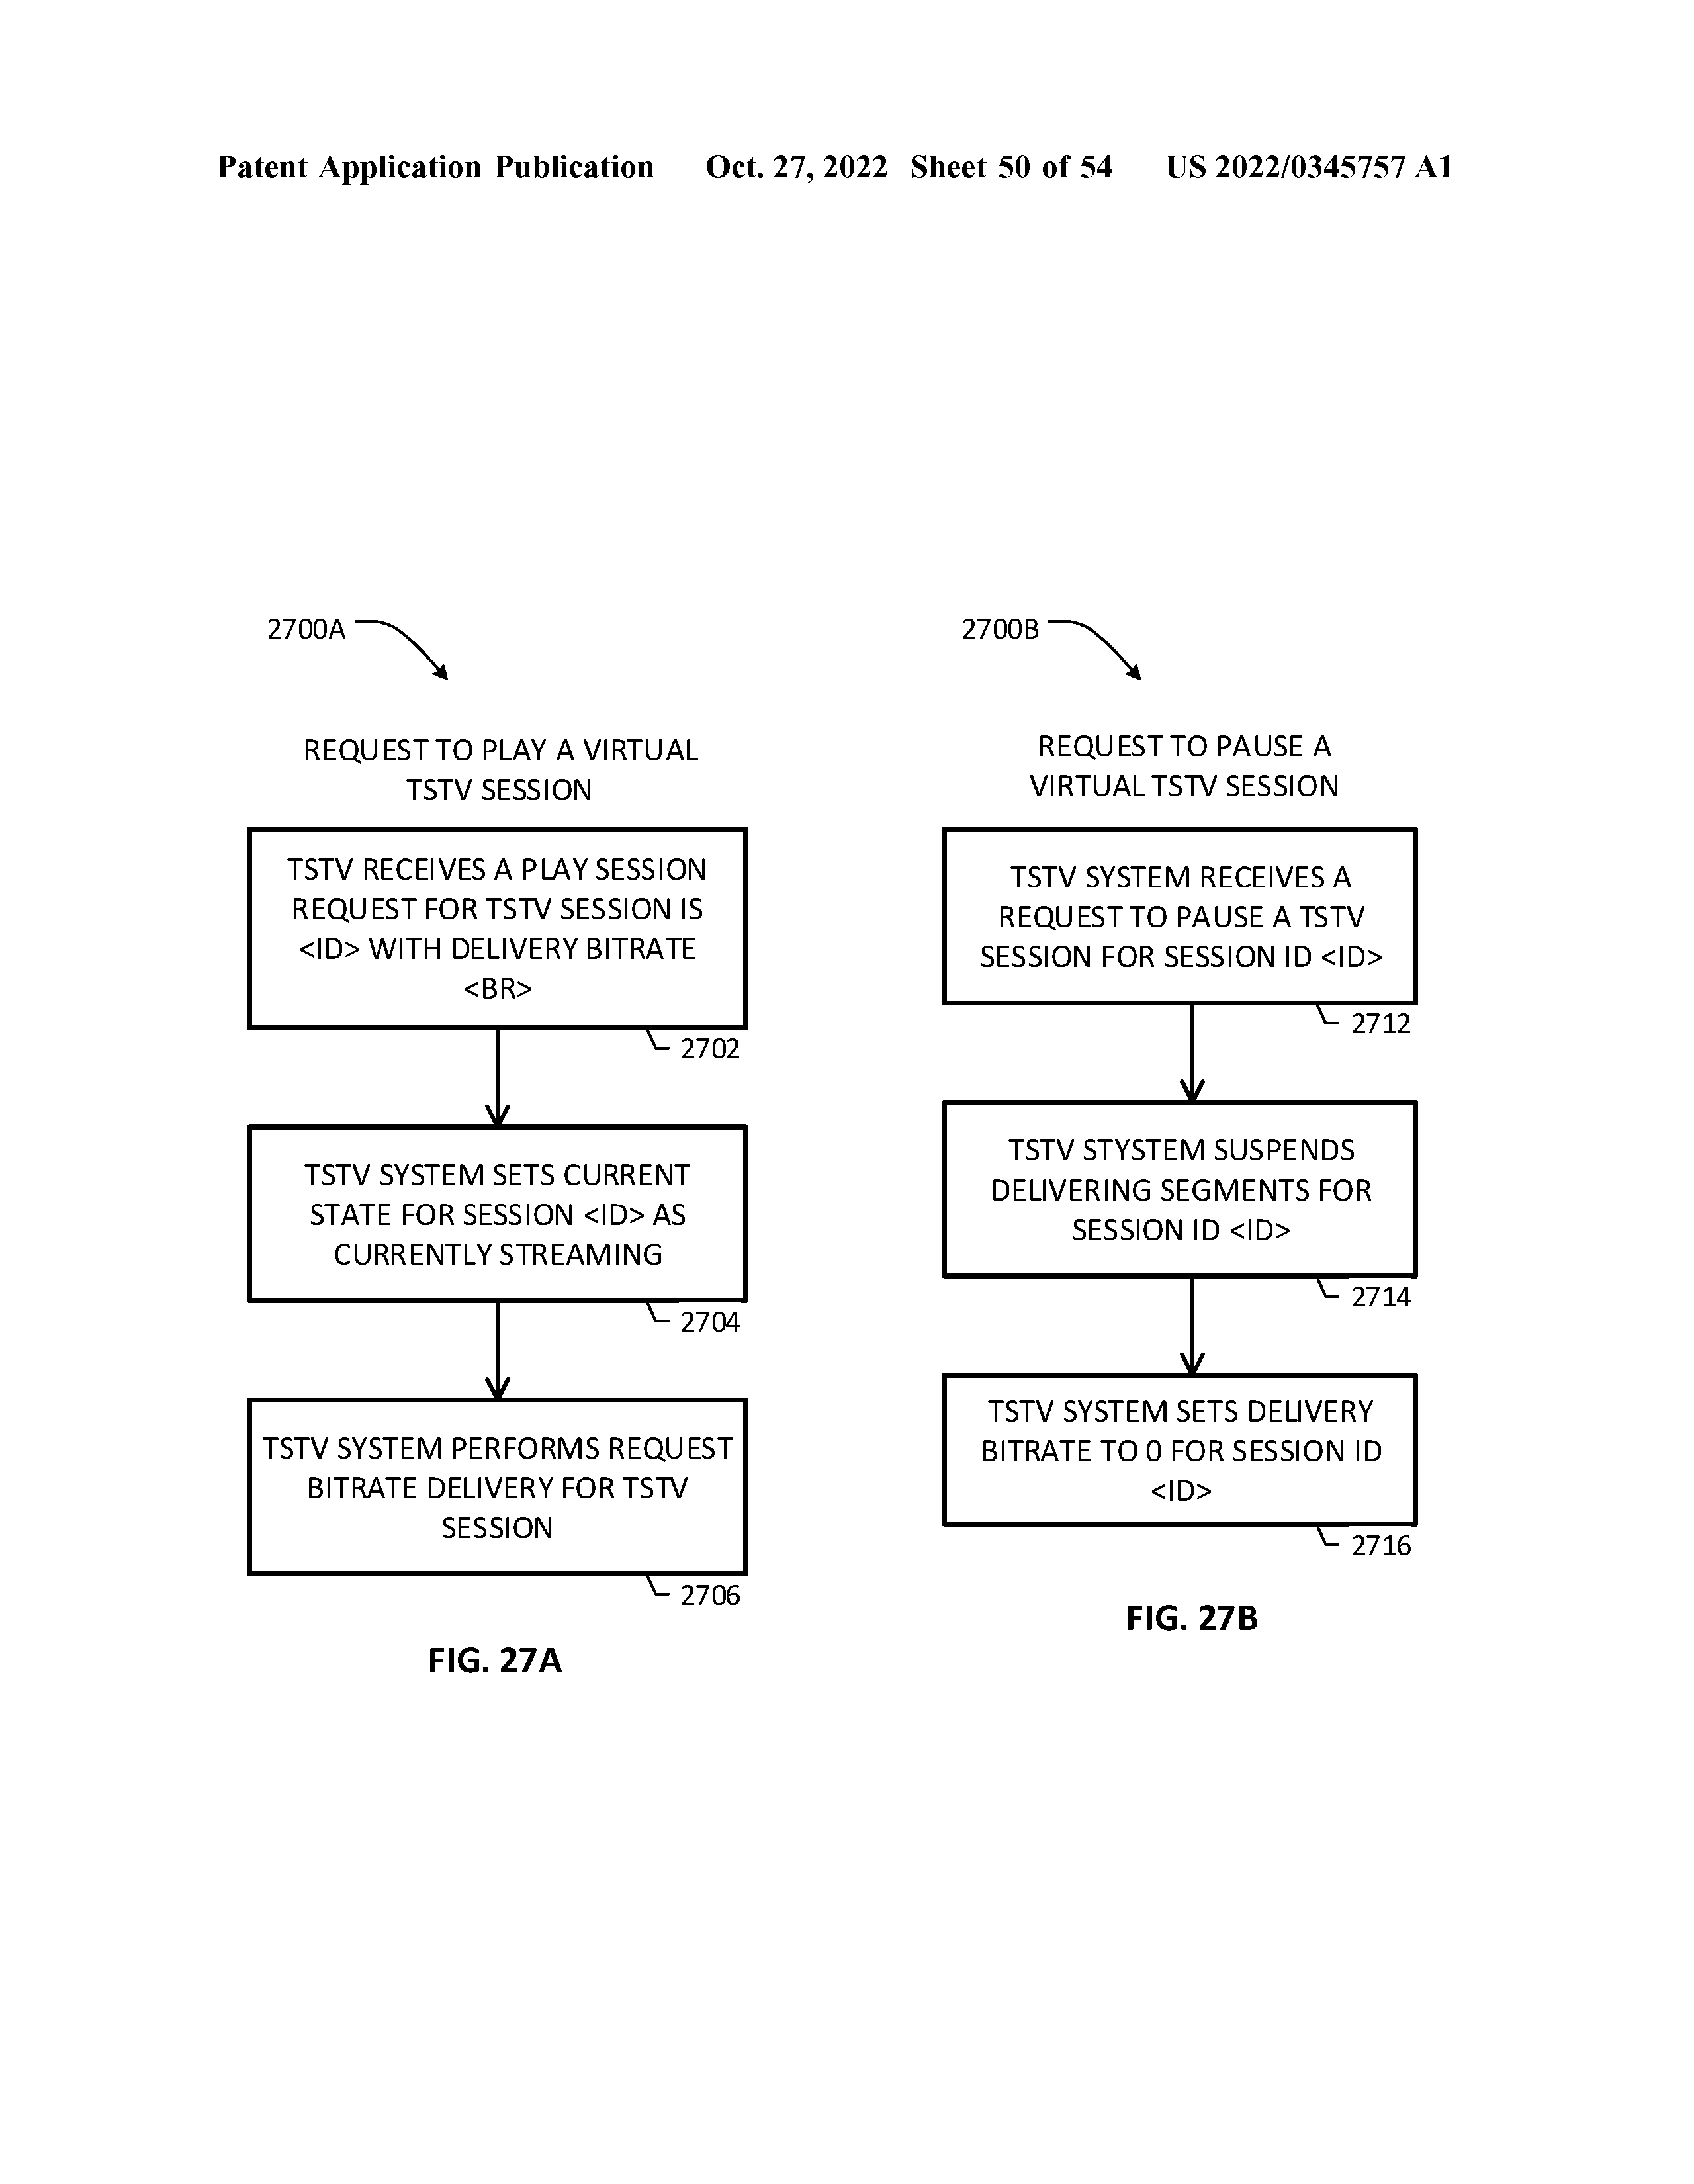 Patent Application Publication Oct. 27, 2022 Sheet 50 of 54 US 2022/0345757 A1
2700A
REQUEST TO PLAY A VIRTUAL
TSTV SESSION
TSTV RECEIVES A PLAY SESSION
REQUEST FOR TSTV SESSION IS
<ID> WITH DELIVERY BITRATE
<BR>
2702
TSTV SYSTEM SETS CURRENT
STATE FOR SESSION <ID> AS
CURRENTLY STREAMING
2704
TSTV SYSTEM PERFORMS REQUEST
BITRATE DELIVERY FOR TSTV
SESSION
2706
FIG. 27A
2700B
REQUEST TO PAUSE A
VIRTUAL TSTV SESSION
TSTV SYSTEM RECEIVES A
REQUEST TO PAUSE A TSTV
SESSION FOR SESSION ID <ID>
2712
TSTV STYSTEM SUSPENDS
DELIVERING SEGMENTS FOR
SESSION ID <ID>
2714
TSTV SYSTEM SETS DELIVERY
BITRATE TO 0 FOR SESSION ID
<ID>
2716
FIG. 27B